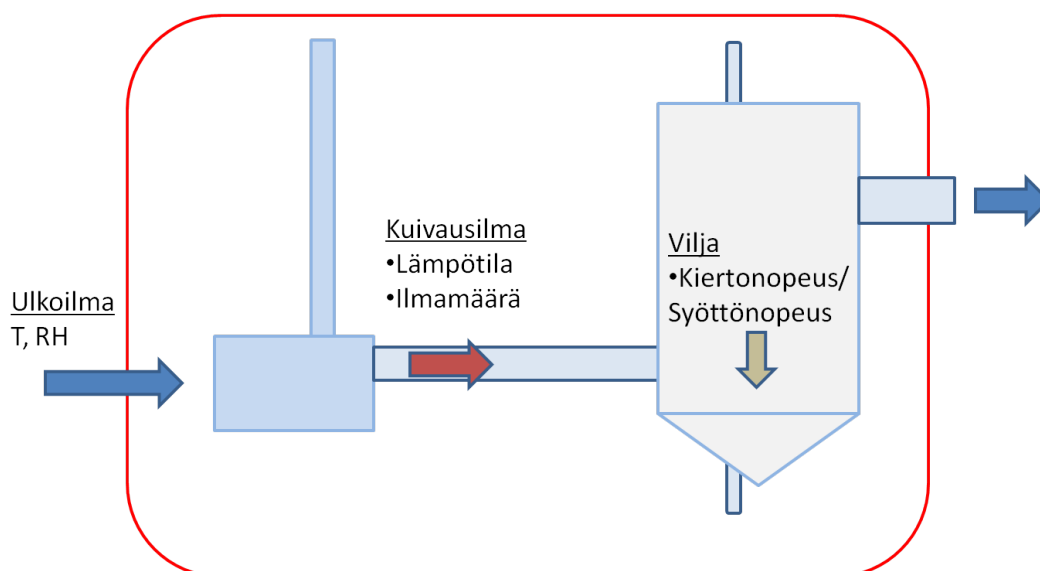 Ulkoilma
T, RH
Kuivausilma
•Lämpötila
•Ilmamäärä
Vilja
•Kiertonopeus/
Syöttönopeus